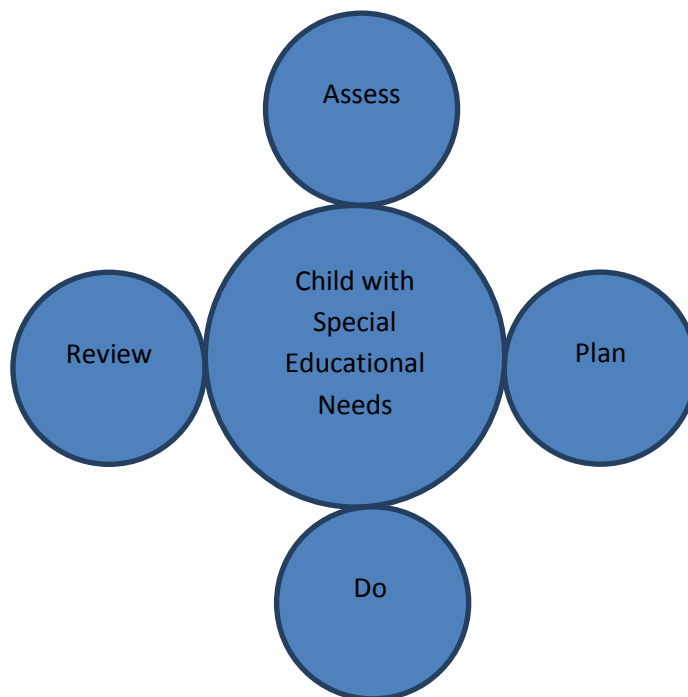 Assess
Child with
Special
Educational
Needs
Review
Plan
Do